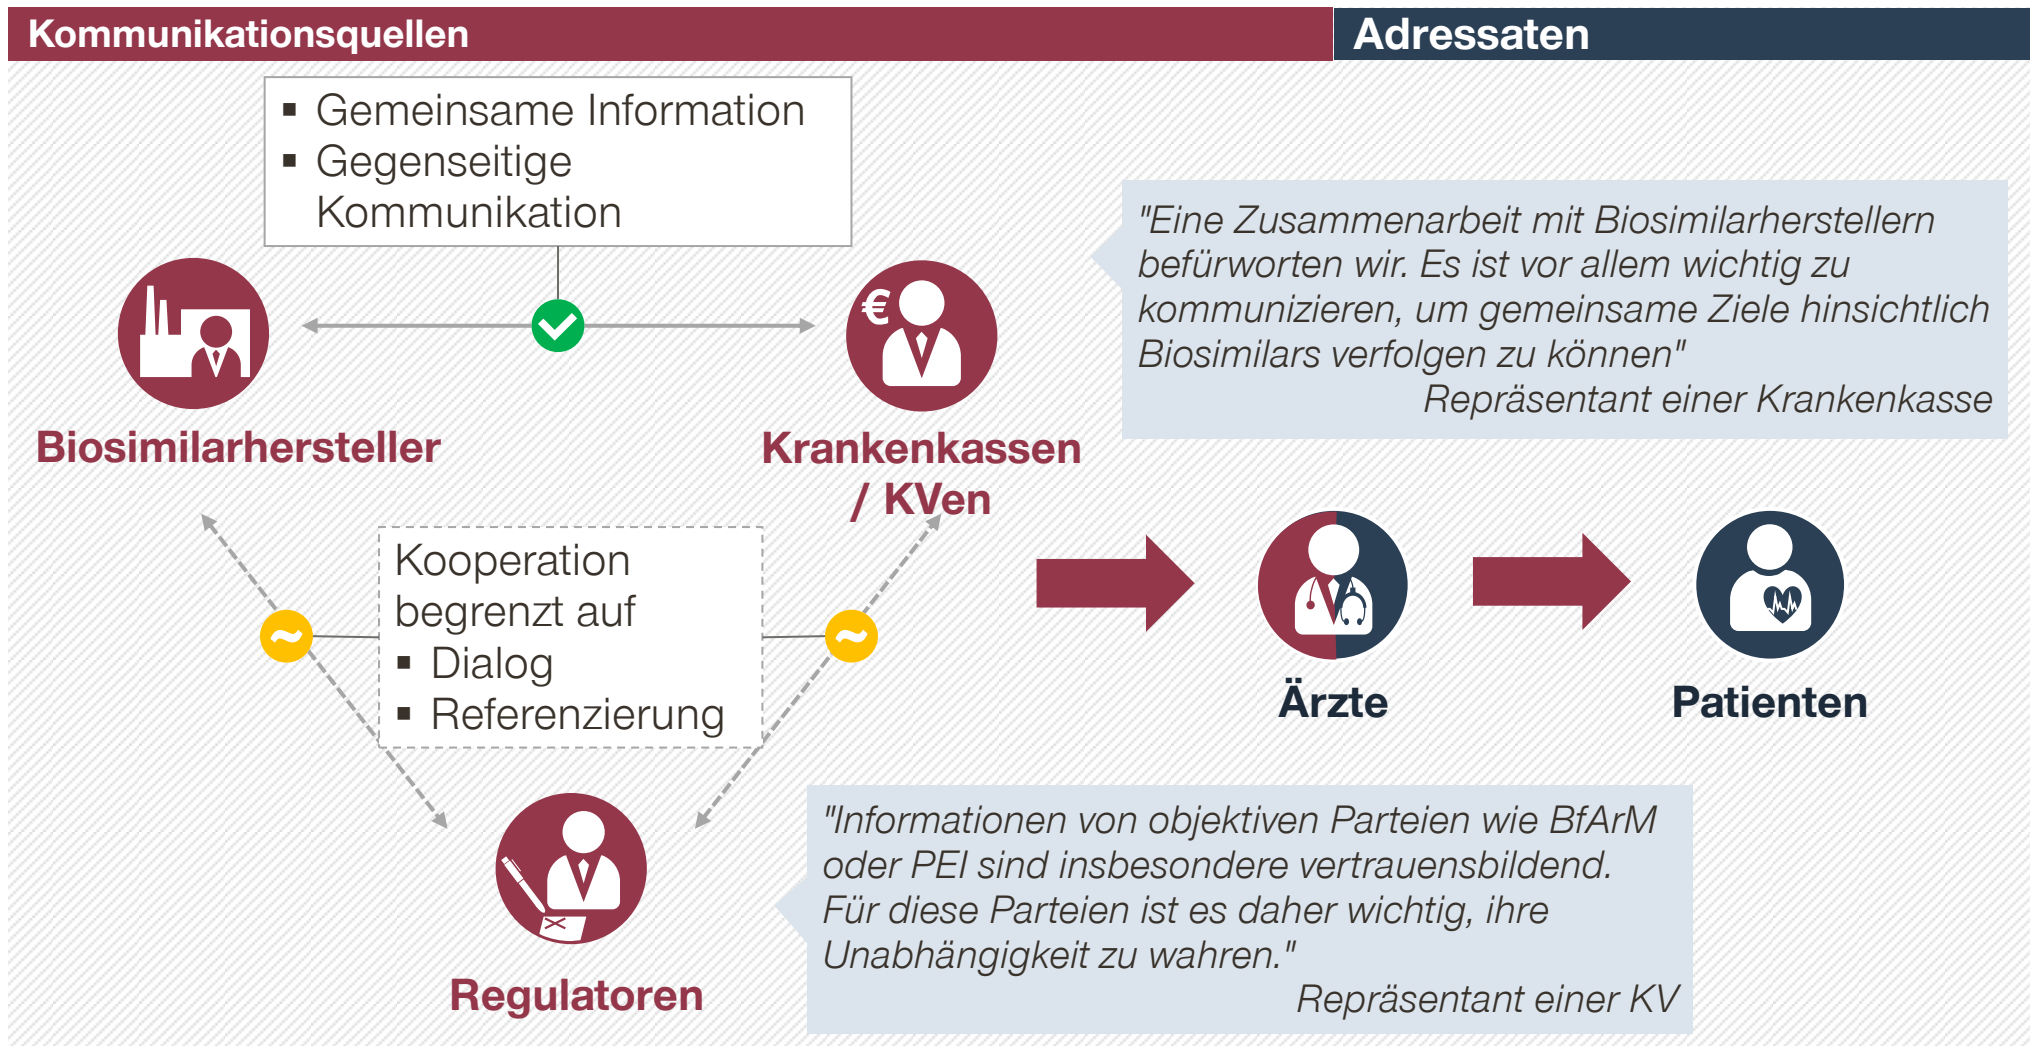 Kommunikationsquellen
Adressaten
▪ Gemeinsame Information
▪ Gegenseitige
Kommunikation
"Eine Zusammenarbeit mit Biosimilarherstellern
befürworten wir. Es ist vor allem wichtig zu
kommunizieren, um gemeinsame Ziele hinsichtlich
Biosimilars verfolgen zu können"
Repräsentant einer Krankenkasse
€
Biosimilarhersteller
Krankenkassen
/ KVen
Kooperation
begrenzt auf
▪ Dialog
▪ Referenzierung
~
~
Ärzte
Patienten
"Informationen von objektiven Parteien wie BfArM
oder PEI sind insbesondere vertrauensbildend.
Für diese Parteien ist es daher wichtig, ihre
Unabhängigkeit zu wahren."
Repräsentant einer KV
Regulatoren